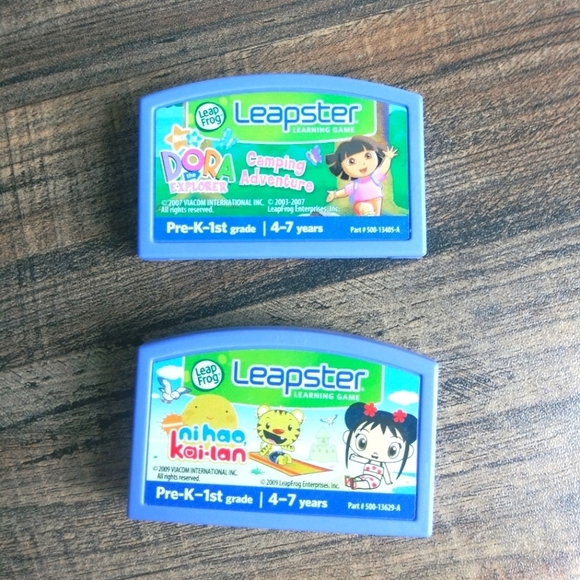 Leap Frog
Leapster
LEARNING GAME
DORA the EXPLORER
Camping Adventure
©2007 VIACOM INTERNATIONAL INC.
All rights reserved.
© 2003-2007
LeapFrog Enterprises, Inc.
Pre-K–1st grade | 4–7 years
Part # 500-13405-A
Leap Frog
Leapster
LEARNING GAME
ni hao,
kai-lan
© 2009 VIACOM INTERNATIONAL INC.
All rights reserved.
© 2009 LeapFrog Enterprises, Inc.
Pre-K–1st grade | 4–7 years
Part # 500-13629-A